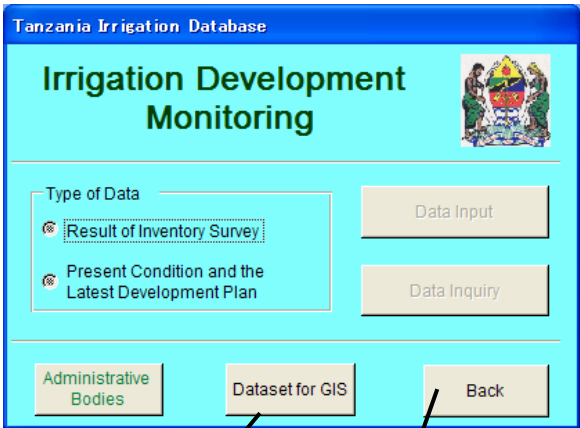 Tanzania Irrigation Database
Irrigation Development
Monitoring
Type of Data
Result of Inventory Survey
Present Condition and the
Latest Development Plan
Data Input
Data Inquiry
Administrative
Bodies
Dataset for GIS
Back